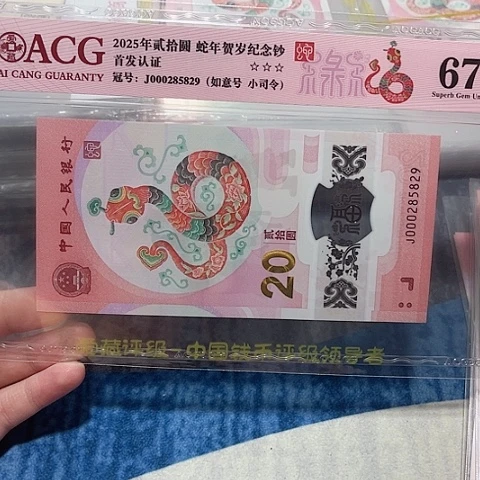 ACG
AI CANG GUARANTY
2025年贰拾圆 蛇年贺岁纪念钞
首发认证 ☆☆☆
冠号: J000285829 (如意号 小司令)
67
Superb Gem Un
中国人民银行
贰拾圆
20
J000285829
评级—中国钱币评级领导者